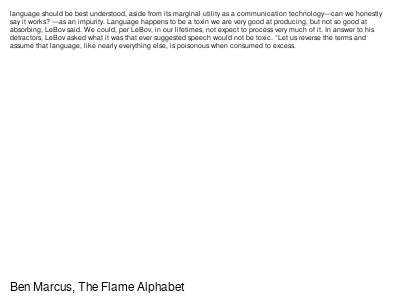 language should be best understood, aside from its marginal utility as a communication technology—can we honestly
say it works? —as an impurity. Language happens to be a toxin we are very good at producing, but not so good at
absorbing, LeBov said. We could, per LeBov, in our lifetimes, not expect to process very much of it. In answer to his
detractors, LeBov asked what it was that ever suggested speech would not be toxic. "Let us reverse the terms and
assume that language, like nearly everything else, is poisonous when consumed to excess.
Ben Marcus, The Flame Alphabet